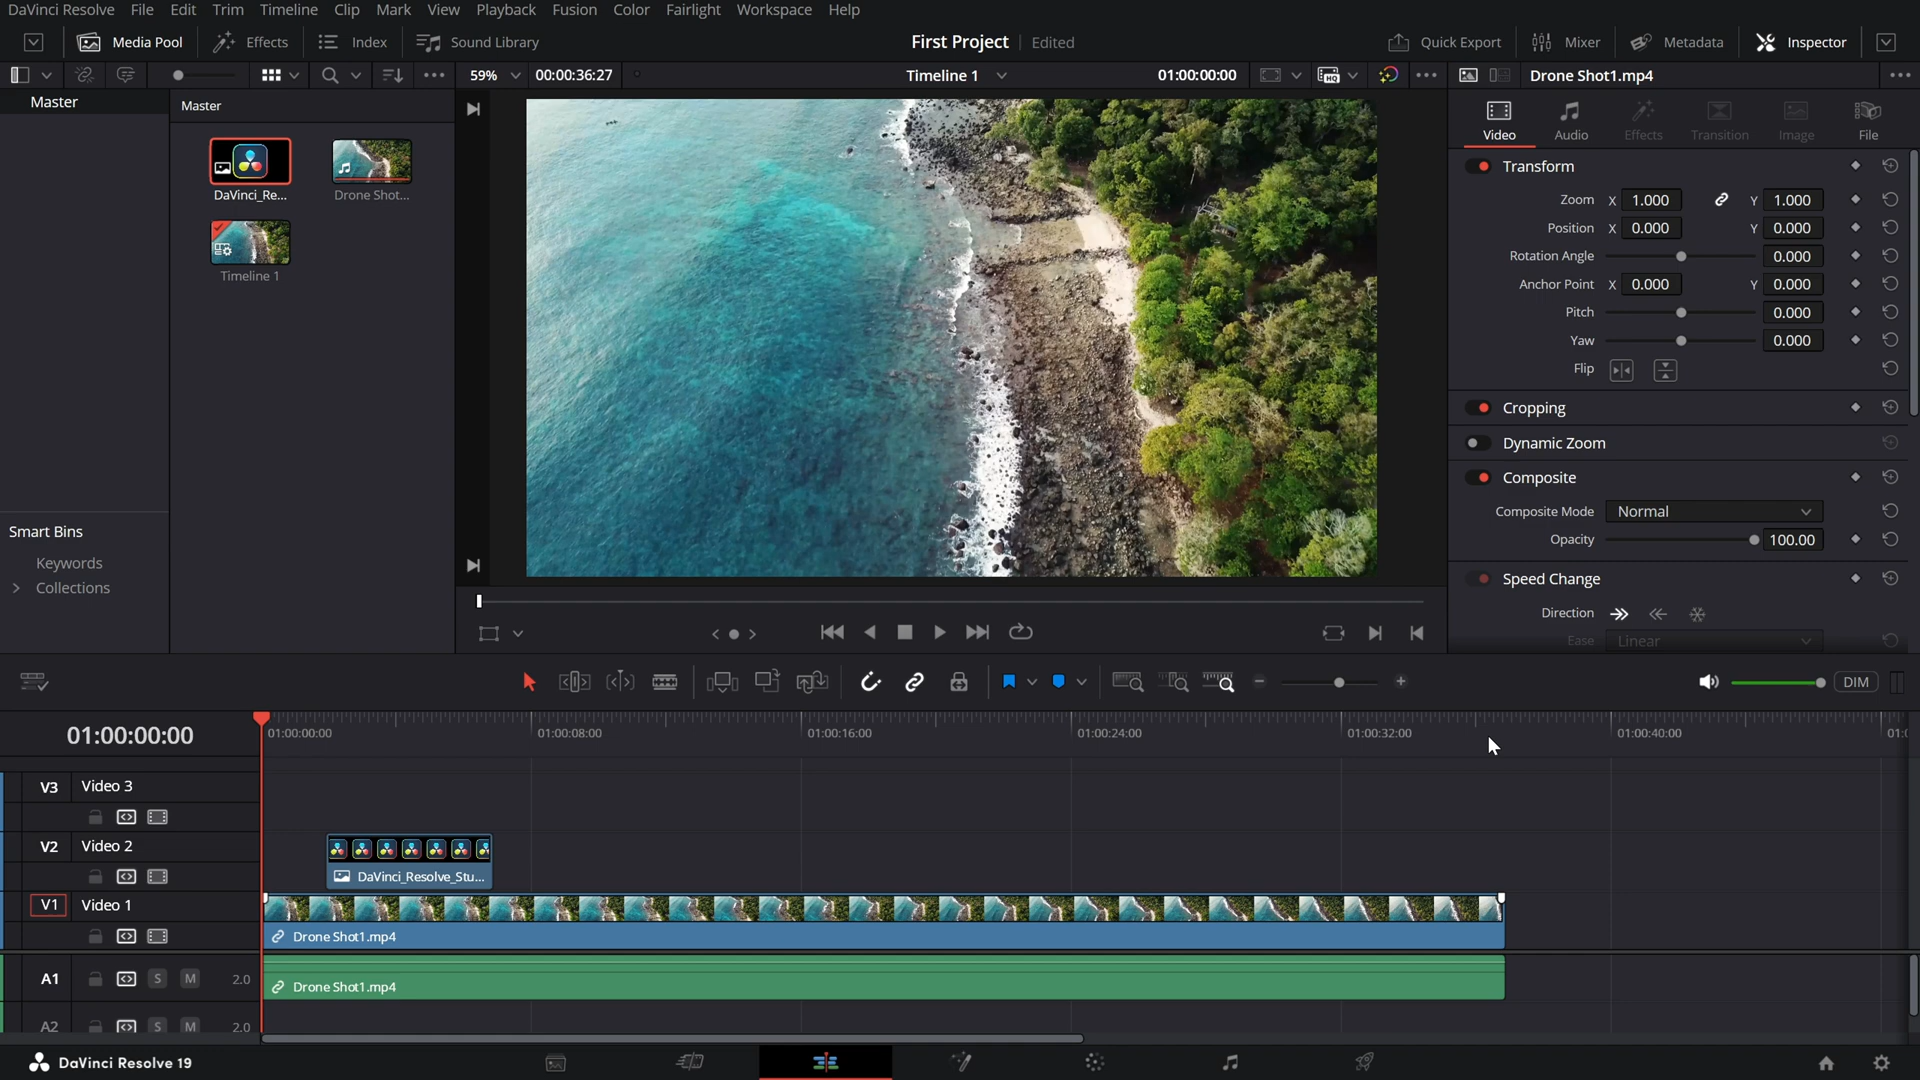 DaVinci Resolve File Edit Trim Timeline Clip Mark View Playback Fusion Color Fairlight Workspace Help
Media Pool Effects Index Sound Library First Project Edited Quick Export Mixer Metadata Inspector
59% 00:00:36:27 Timeline 1 01:00:00:00 Drone Shot1.mp4
Master
Master
DaVinci_Re...
Drone Shot...
Timeline 1
Smart Bins
Keywords
Collections
Video Audio Effects Transition Image File
Transform
Zoom X 1.000 Y 1.000
Position X 0.000 Y 0.000
Rotation Angle 0.000
Anchor Point X 0.000 Y 0.000
Pitch 0.000
Yaw 0.000
Flip
Cropping
Dynamic Zoom
Composite
Composite Mode Normal
Opacity 100.00
Speed Change
Direction
Ease Linear
DIM
01:00:00:00
01:00:00:00 01:00:08:00 01:00:16:00 01:00:24:00 01:00:32:00 01:00:40:00
V3 Video 3
V2 Video 2
DaVinci_Resolve_Stu...
V1 Video 1
Drone Shot1.mp4
A1 S M 2.0
Drone Shot1.mp4
A2 S M 2.0
DaVinci Resolve 19